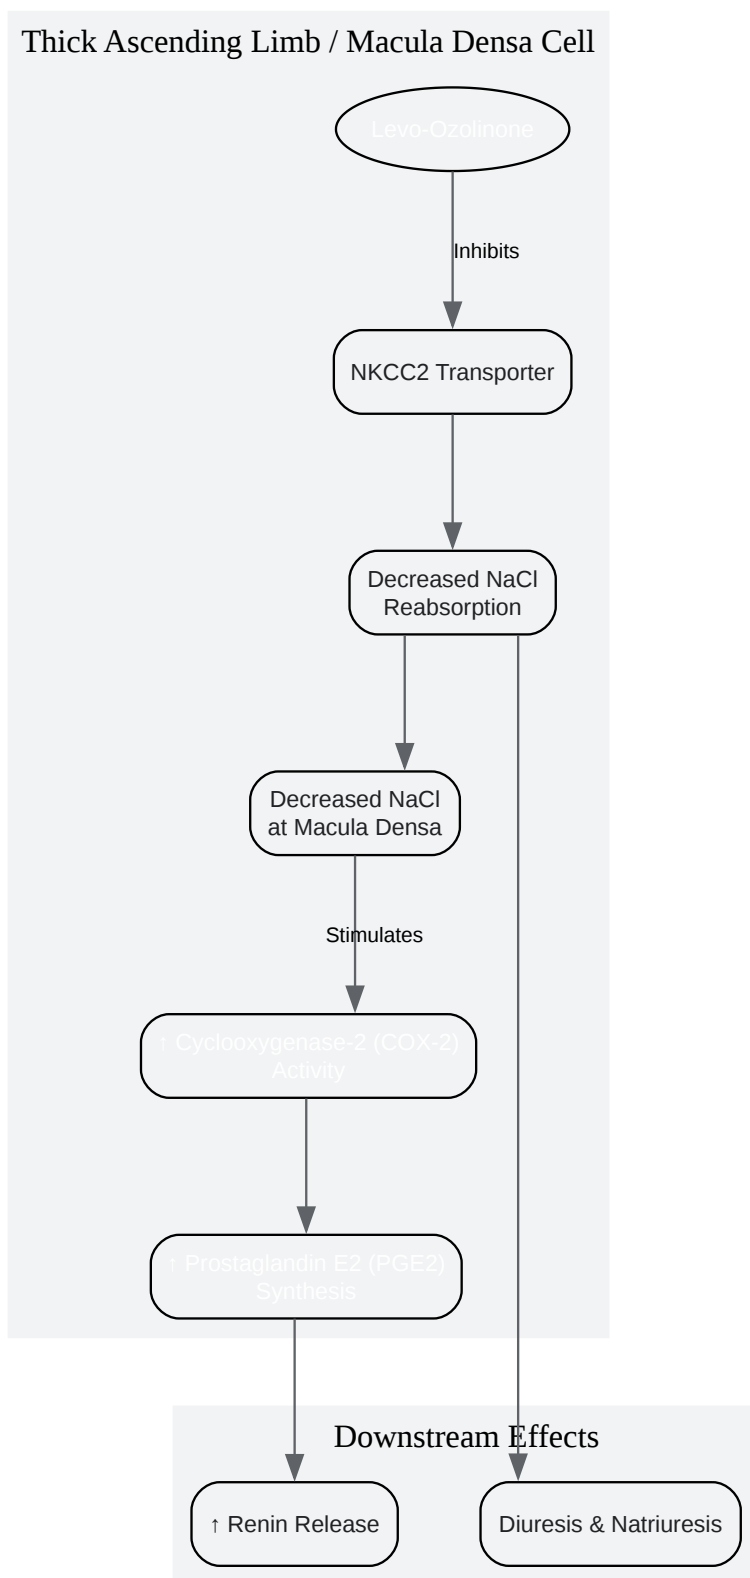 Thick Ascending Limb / Macula Densa Cell
Levo-Ozolinone
Inhibits
NKCC2 Transporter
Decreased NaCl
Reabsorption
Decreased NaCl
at Macula Densa
Stimulates
↑ Cyclooxygenase-2 (COX-2)
Activity
↑ Prostaglandin E2 (PGE2)
Synthesis
Downstream Effects
↑ Renin Release
Diuresis & Natriuresis